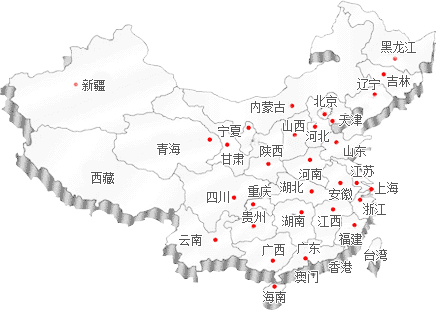 黑龙江
吉林
辽宁
新疆
内蒙古
北京
天津
宁夏
山西
河北
青海
甘肃
陕西
山东
西藏
河南
江苏
四川
重庆
湖北
安徽
上海
贵州
湖南
江西
浙江
云南
福建
广西
广东
台湾
香港
澳门
海南